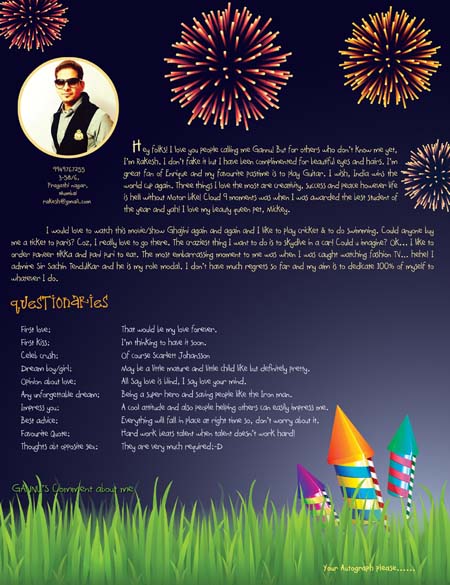 9949767255
3-98/6,
Pragathi nagar,
Mumbai
rakesh@gmail.com
Hey folks! I love you people calling me Gannu! But for others who don't know me yet,
I'm Rakesh. I don't fake it but I have been complimented for beautiful eyes and hairs. I'm
great fan of Enrique and my favourite pastime is to play Guitar. I wish, India wins the
world cup again. Three things I love the most are creativity, success and peace however life
is hell without Motor bike! Cloud 9 moments was when I was awarded the best student of
the year and yah! I love my beauty queen pet, Mickey.
I would love to watch this movie/show Ghajini again and again and I like to play cricket & to do swimming. Could anyone buy
me a ticket to paris? Coz, I really love to go there. The craziest thing I want to do is skydive in a car! Could u imagine? Ok... I like to
order paneer tikka and pani puri to eat. The most embarrassing moment to me was when I was caught watching fashion TV... hehe! I
admire Sir Sachin Tendulkar and he is my role modal. I don't have much regrets so far and my aim is to dedicate 100% of myself to
whatever I do.
Questionaries
First love: That would be my love forever.
First Kiss: I'm thinking to have it soon.
Celeb crush: Of course Scarlett Johansson
Dream boy/girl: May be a little mature and little child like but definitely pretty.
Opinion about love: All Say love is blind, I say love your mind.
Any unforgettable dream: Being a super hero and saving people like the Iron man.
Impress you: A cool attitude and also people helping others can easily impress me.
Best advice: Everything will fall in place at right time so, don't worry about it.
Favourite Quote: Hard work bears talent when talent doesn't work hard!
Thoughts abt opposite sex: They are very much required:-D
GANNU'S Comment about me
Your Autograph please......